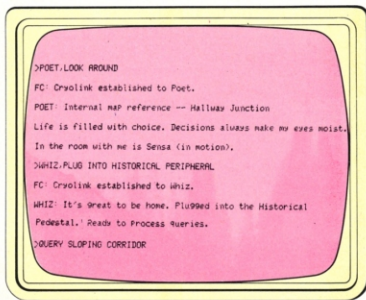 >POET,LOOK AROUND
FC: Cryolink established to Poet.
POET: Internal map reference -- Hallway Junction
Life is filled with choice. Decisions always make my eyes moist.
In the room with me is Sensa (in motion).
>WHIZ,PLUG INTO HISTORICAL PERIPHERAL
FC: Cryolink established to Whiz.
WHIZ: It's great to be home. Plugged into the Historical
Pedestal. Ready to process queries.
>QUERY SLOPING CORRIDOR